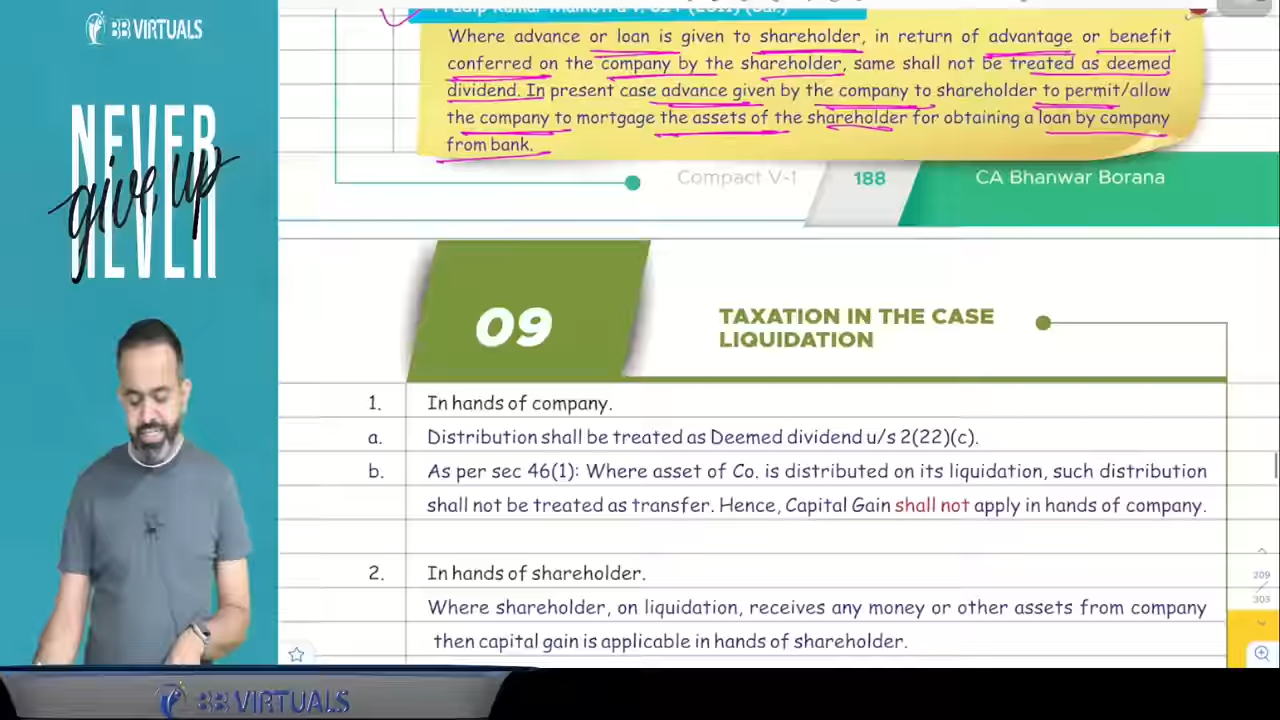 BB VIRTUALS
NEVER
give up
NEVER
Where advance or loan is given to shareholder, in return of advantage or benefit
conferred on the company by the shareholder, same shall not be treated as deemed
dividend. In present case advance given by the company to shareholder to permit/allow
the company to mortgage the assets of the shareholder for obtaining a loan by company
from bank.
Compact V-1
188
CA Bhanwar Borana
09
TAXATION IN THE CASE
LIQUIDATION
1. In hands of company.
a. Distribution shall be treated as Deemed dividend u/s 2(22)(c).
b. As per sec 46(1): Where asset of Co. is distributed on its liquidation, such distribution
shall not be treated as transfer. Hence, Capital Gain shall not apply in hands of company.
2. In hands of shareholder.
Where shareholder, on liquidation, receives any money or other assets from company
then capital gain is applicable in hands of shareholder.
209
303
BB VIRTUALS